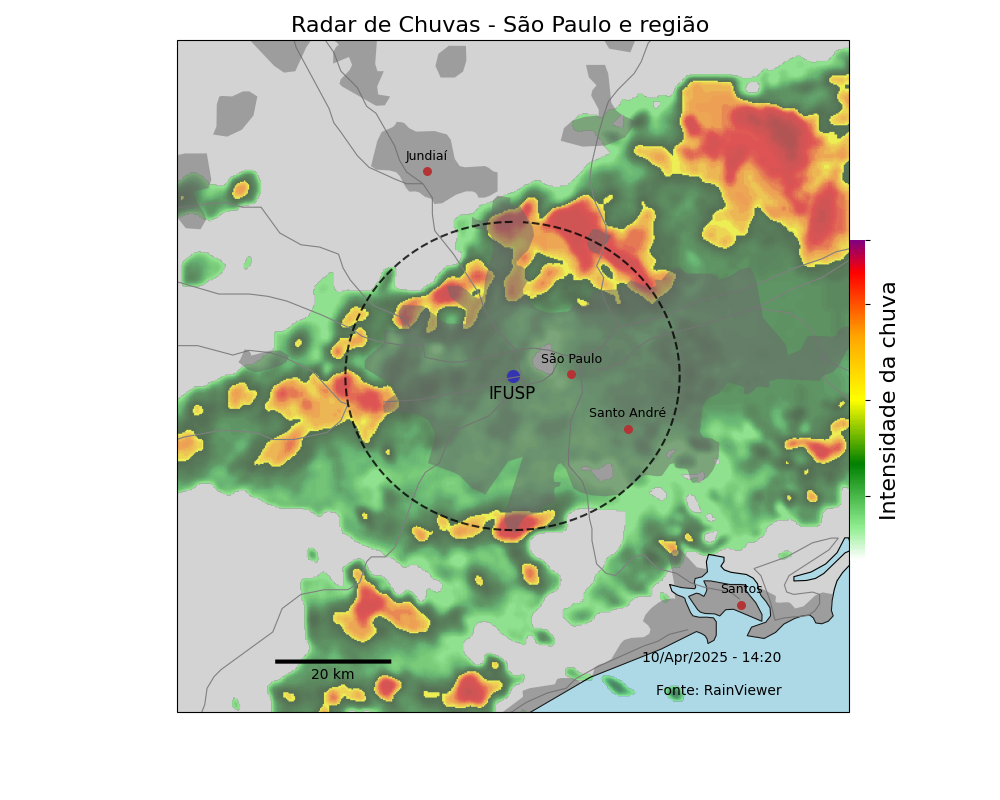 Radar de Chuvas - São Paulo e região
Jundiaí
São Paulo
IFUSP
Santo André
Santos
10/Apr/2025 - 14:20
20 km
Fonte: RainViewer
Intensidade da chuva